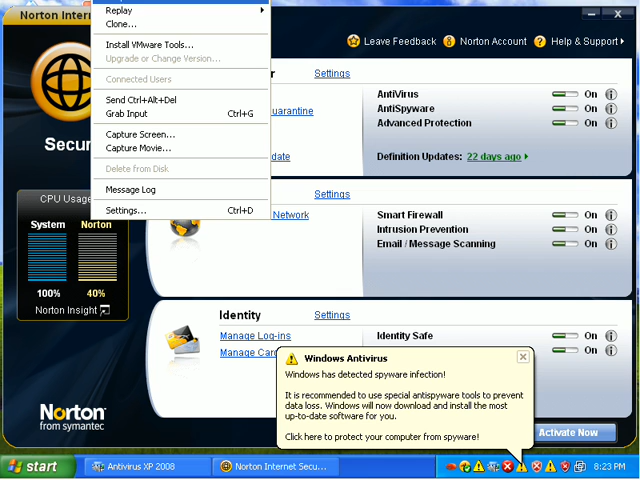 Norton Inter
Replay
Clone...
Install VMware Tools...
Upgrade or Change Version...
Connected Users
Send Ctrl+Alt+Del
Grab Input Ctrl+G
Capture Screen...
Capture Movie...
Delete from Disk
Message Log
Settings... Ctrl+D
Leave Feedback Norton Account ? Help & Support
Secur
CPU Usag
System Norton
100% 40%
Norton Insight
r Settings
uarantine
date
AntiVirus On i
AntiSpyware On i
Advanced Protection On i
Definition Updates: 22 days ago
Settings
Network
Smart Firewall On i
Intrusion Prevention On i
Email / Message Scanning On i
Identity Settings
Manage Log-ins
Manage Card
Identity Safe On i
On i
Windows Antivirus
Windows has detected spyware infection!
It is recommended to use special antispyware tools to prevent
data loss. Windows will now download and install the most
up-to-date software for you.
Click here to protect your computer from spyware!
Norton
from symantec
Activate Now
start Antivirus XP 2008 Norton Internet Secu... 8:23 PM